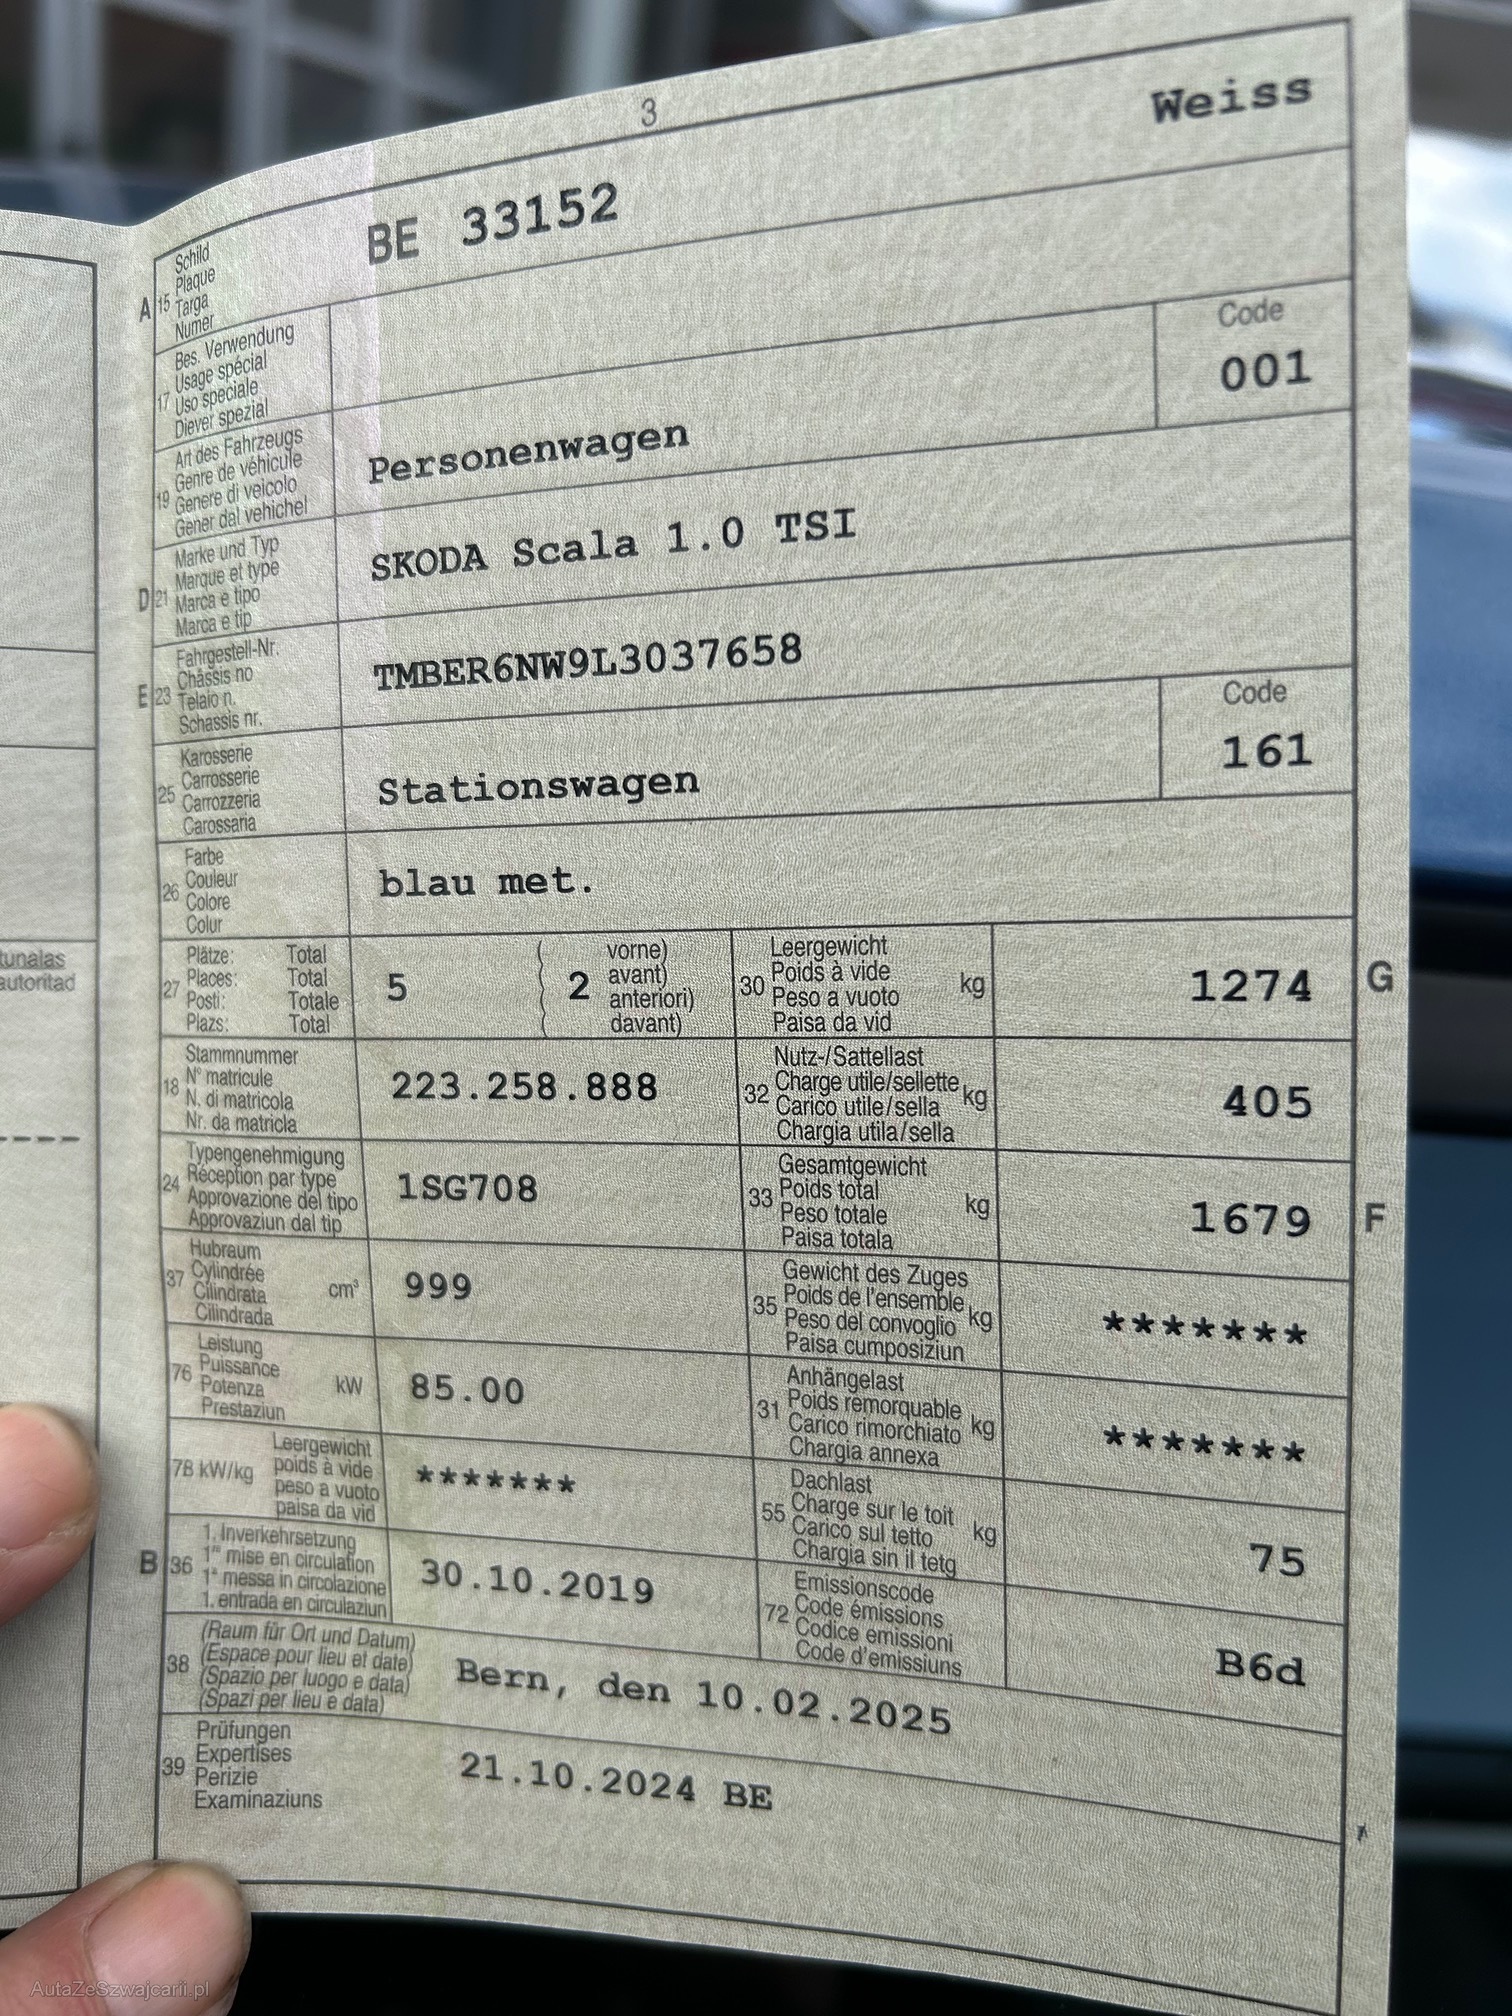 3
Weiss
A 15 Schild
Plaque
Targa
Numer
BE 33152
17 Bes. Verwendung
Usage spécial
Uso speciale
Diever spezial
19 Art des Fahrzeugs
Genre de véhicule
Genere di veicolo
Gener dal vehichel
Personenwagen
Code
001
D 21 Marke und Typ
Marque et type
Marca e tipo
Marca e tip
SKODA Scala 1.0 TSI
E 23 Fahrgestell-Nr.
Châssis no
Telaio n.
Schassis nr.
TMBER6NW9L3037658
25 Karosserie
Carrosserie
Carrozzeria
Carossaria
Stationswagen
Code
161
26 Farbe
Couleur
Colore
Colur
blau met.
tunalas
autoritad
27 Plätze: Total
Places: Total
Posti: Totale
Plazs: Total
5 ( 2 vorne)
avant)
anteriori)
davant)
30 Leergewicht
Poids à vide kg
Peso a vuoto
Paisa da vid
1274 G
18 Stammnummer
N° matricule
N. di matricola
Nr. da matricla
223.258.888
32 Nutz-/Sattellast
Charge utile/sellette kg
Carico utile/sella
Chargia utila/sella
405
24 Typengenehmigung
Réception par type
Approvazione del tipo
Approvaziun dal tip
1SG708
33 Gesamtgewicht
Poids total kg
Peso totale
Paisa totala
1679 F
37 Hubraum
Cylindrée cm³
Cilindrata
Cilindrada
999
35 Gewicht des Zuges
Poids de l'ensemble kg
Peso del convoglio
Paisa cumposiziun
*******
76 Leistung
Puissance kW
Potenza
Prestaziun
85.00
31 Anhängelast
Poids remorquable kg
Carico rimorchiato
Chargia annexa
*******
78 kW/kg Leergewicht
poids à vide
peso a vuoto
paisa da vid
*******
55 Dachlast
Charge sur le toit kg
Carico sul tetto
Chargia sin il tetg
75
B 36 1. Inverkehrsetzung
1re mise en circulation
1a messa in circolazione
1. entrada en circulaziun
30.10.2019
72 Emissionscode
Code émissions
Codice emissioni
Code d'emissiuns
B6d
38 (Raum für Ort und Datum)
(Espace pour lieu et date)
(Spazio per luogo e data)
(Spazi per lieu e data)
Bern, den 10.02.2025
39 Prüfungen
Expertises
Perizie
Examinaziuns
21.10.2024 BE
AutaZeSzwajcarii.pl